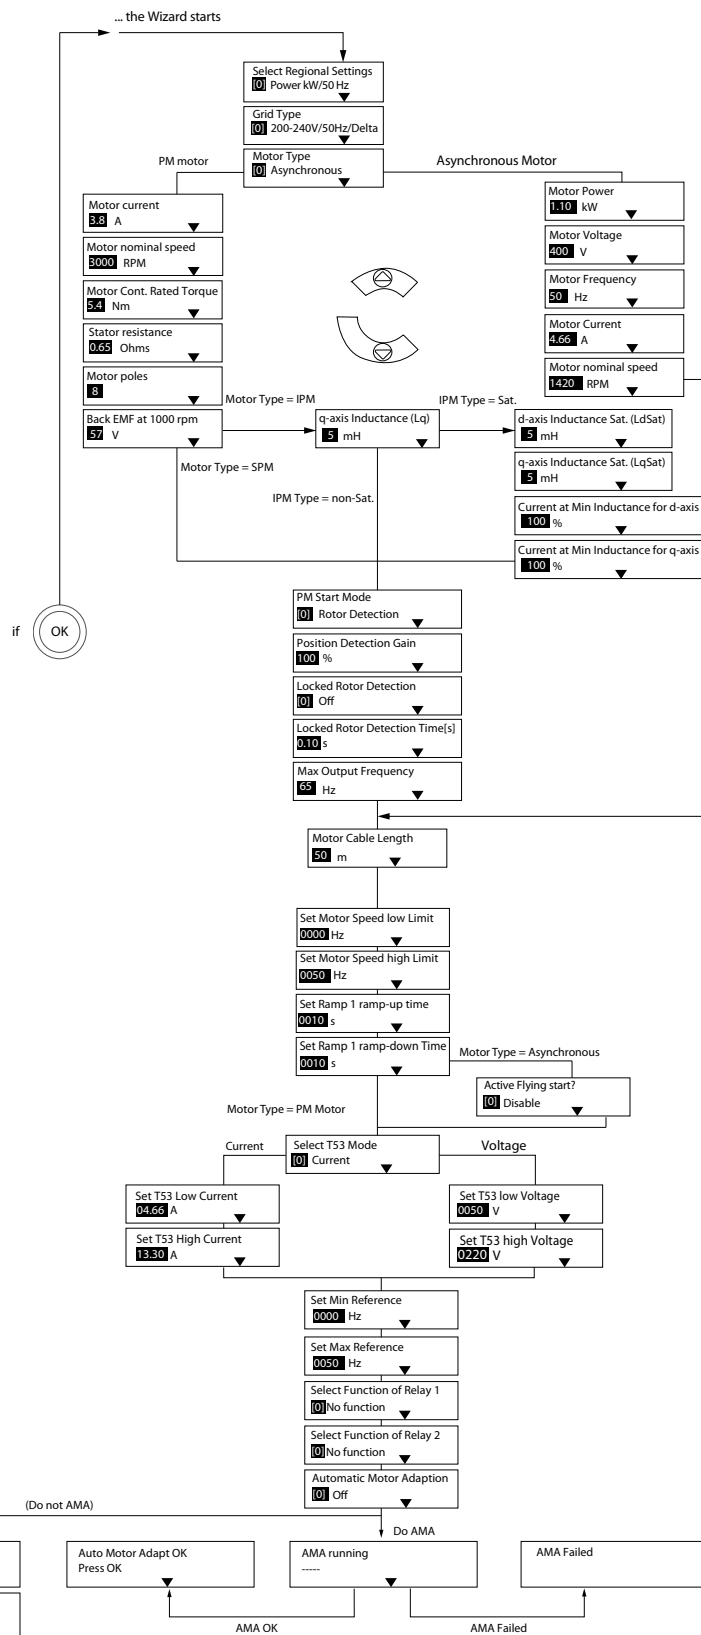 ... the Wizard starts
Select Regional Settings
[0] Power kW/50 Hz
Grid Type
[0] 200-240V/50Hz/Delta
Motor Type
[0] Asynchronous
PM motor
Asynchronous Motor
Motor current
3.8 A
Motor nominal speed
3000 RPM
Motor Cont. Rated Torque
5.4 Nm
Stator resistance
0.65 Ohms
Motor poles
8
Back EMF at 1000 rpm
57 V
Motor Power
1.10 kW
Motor Voltage
400 V
Motor Frequency
50 Hz
Motor Current
4.66 A
Motor nominal speed
1420 RPM
Motor Type = IPM
q-axis Inductance (Lq)
5 mH
IPM Type = Sat.
d-axis Inductance Sat. (LdSat)
5 mH
q-axis Inductance Sat. (LqSat)
5 mH
Current at Min Inductance for d-axis
100 %
Current at Min Inductance for q-axis
100 %
Motor Type = SPM
IPM Type = non-Sat.
if
OK
PM Start Mode
[0] Rotor Detection
Position Detection Gain
100 %
Locked Rotor Detection
[0] Off
Locked Rotor Detection Time[s]
0.10 s
Max Output Frequency
65 Hz
Motor Cable Length
50 m
Set Motor Speed low Limit
0000 Hz
Set Motor Speed high Limit
0050 Hz
Set Ramp 1 ramp-up time
0010 s
Set Ramp 1 ramp-down Time
0010 s
Motor Type = Asynchronous
Active Flying start?
[0] Disable
Motor Type = PM Motor
Select T53 Mode
[0] Current
Current
Voltage
Set T53 Low Current
04.66 A
Set T53 High Current
13.30 A
Set T53 low Voltage
0050 V
Set T53 high Voltage
0220 V
Set Min Reference
0000 Hz
Set Max Reference
0050 Hz
Select Function of Relay 1
[0] No function
Select Function of Relay 2
[0] No function
Automatic Motor Adaption
[0] Off
(Do not AMA)
Do AMA
Auto Motor Adapt OK
Press OK
AMA running
-----
AMA Failed
AMA OK
AMA Failed